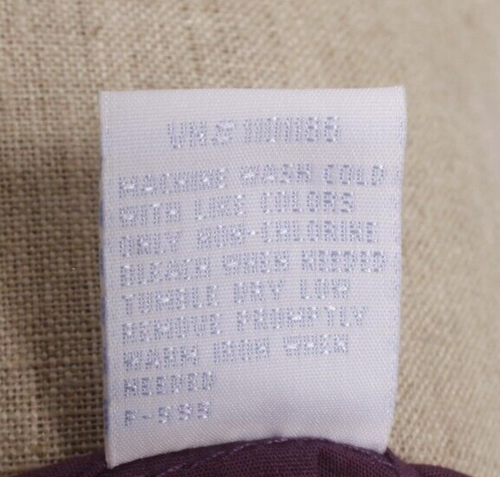 MACHINE WASH COLD
WITH LIKE COLORS
ONLY NON-CHLORINE
BLEACH WHEN NEEDED
TUMBLE DRY LOW
REMOVE PROMPTLY
WARM IRON WHEN
NEEDED